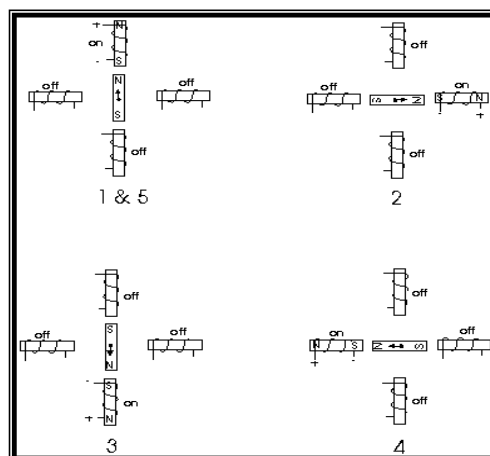 + N
on
- S
off N off
S
off
1 & 5
off
off S N S N on
- +
off
2
off
off S off
N
S
on
+ N
3
off
on off
N S N S
+ -
off
4